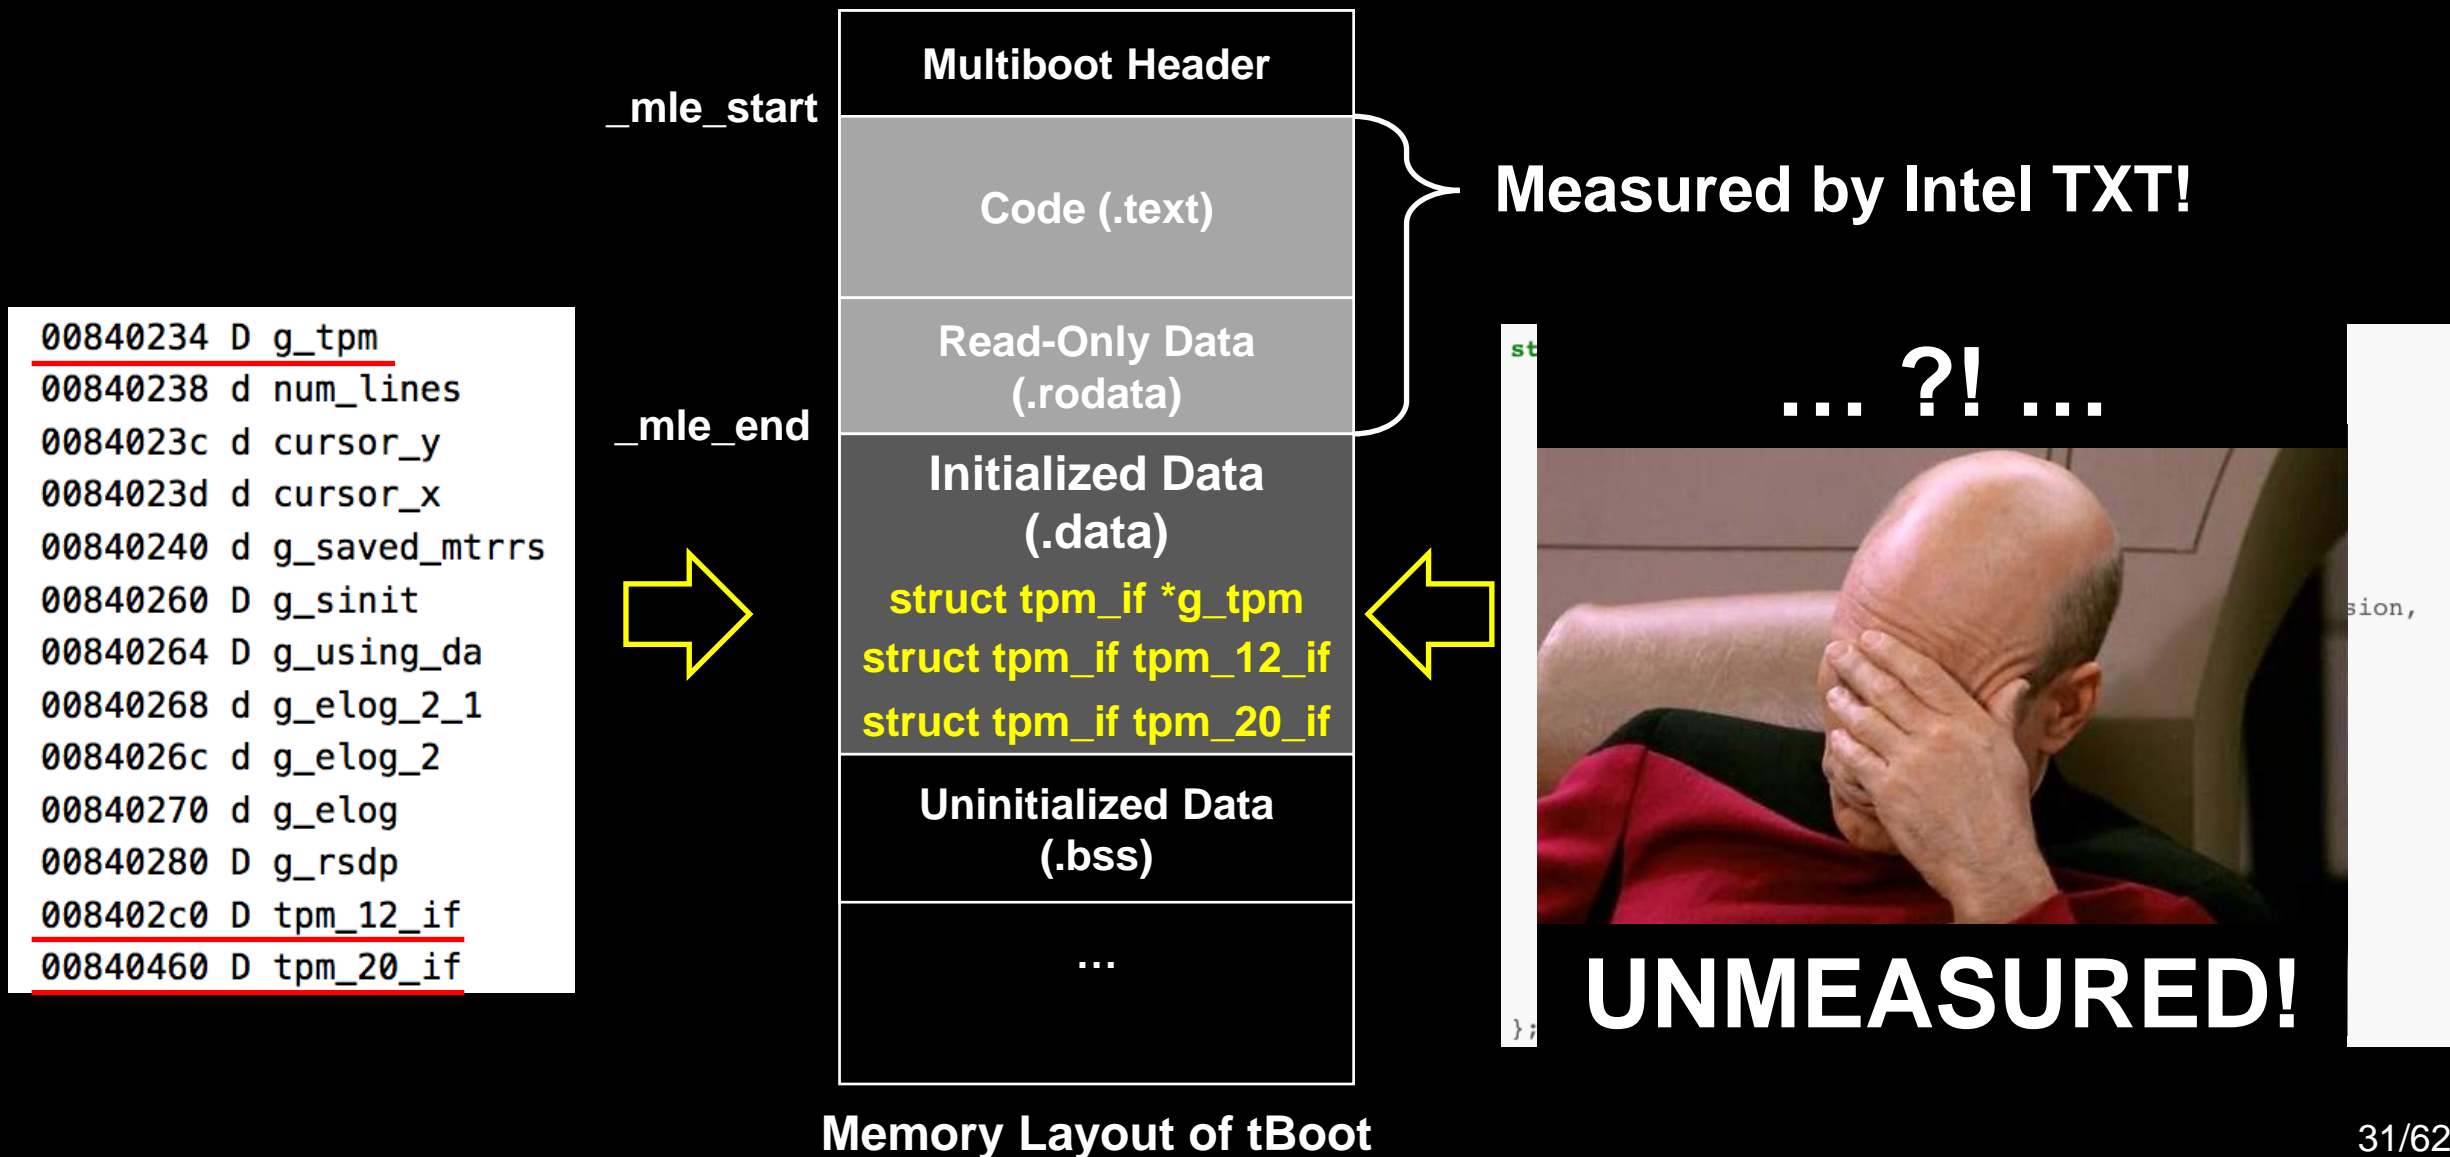 Multiboot Header
_mle_start
Code (.text)
Measured by Intel TXT!
Read-Only Data
(.rodata)
_mle_end
00840234 D g_tpm
00840238 d num_lines
0084023c d cursor_y
0084023d d cursor_x
00840240 d g_saved_mtrrs
00840260 D g_sinit
00840264 D g_using_da
00840268 d g_elog_2_1
0084026c d g_elog_2
00840270 d g_elog
00840280 D g_rsdp
008402c0 D tpm_12_if
00840460 D tpm_20_if
Initialized Data
(.data)
struct tpm_if *g_tpm
struct tpm_if tpm_12_if
struct tpm_if tpm_20_if
Uninitialized Data
(.bss)
...
st
... ?! ...
sion,
UNMEASURED!
};
Memory Layout of tBoot
31/62